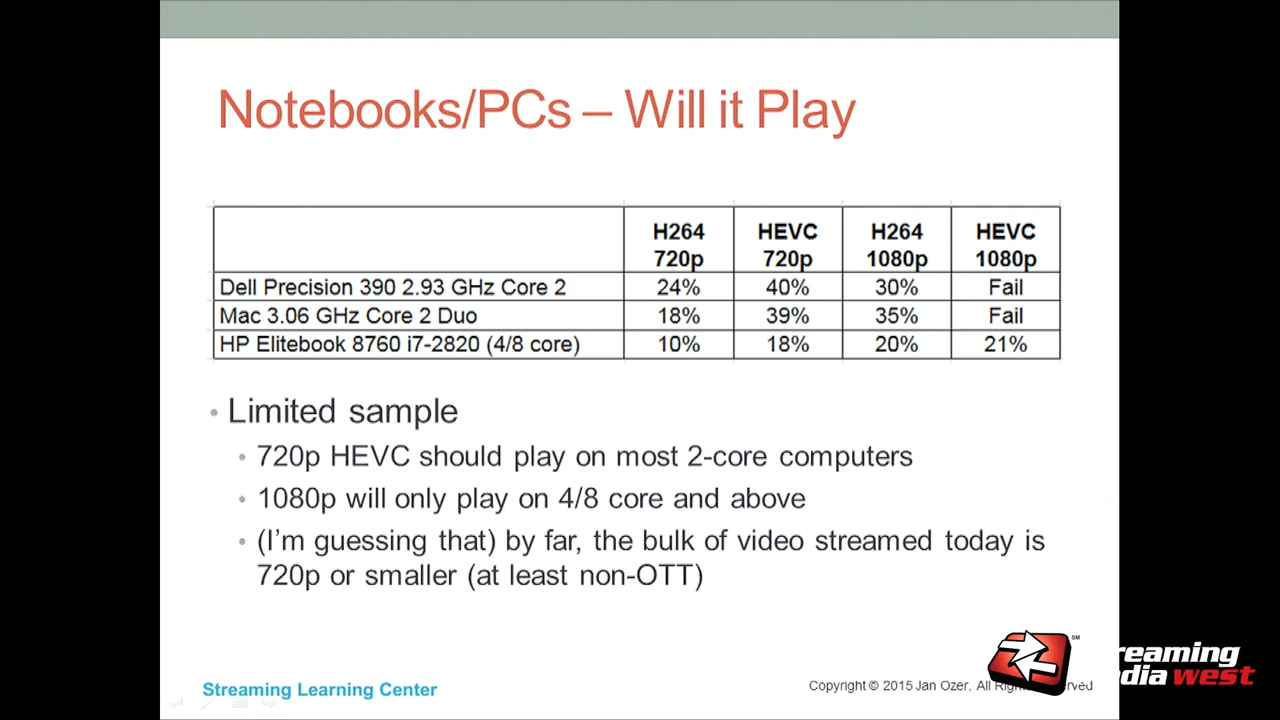 Notebooks/PCs – Will it Play
H264 720p HEVC 720p H264 1080p HEVC 1080p
Dell Precision 390 2.93 GHz Core 2 24% 40% 30% Fail
Mac 3.06 GHz Core 2 Duo 18% 39% 35% Fail
HP Elitebook 8760 i7-2820 (4/8 core) 10% 18% 20% 21%
• Limited sample
• 720p HEVC should play on most 2-core computers
• 1080p will only play on 4/8 core and above
• (I'm guessing that) by far, the bulk of video streamed today is
720p or smaller (at least non-OTT)
SM
reaming
dia west
Streaming Learning Center
Copyright © 2015 Jan Ozer, All